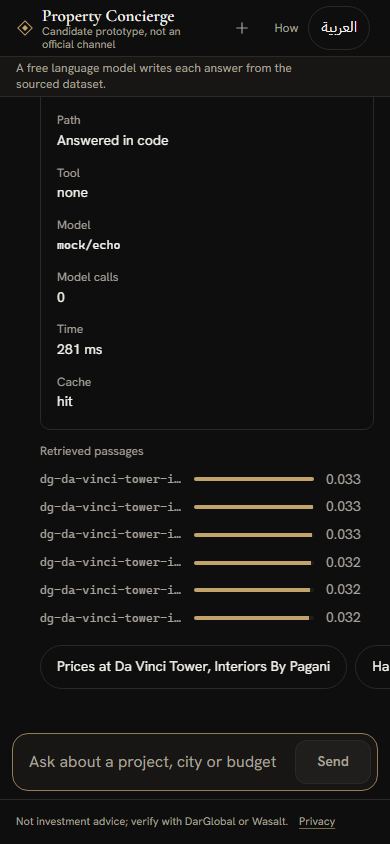 Property Concierge
Candidate prototype, not an
official channel
+
How
العربية
A free language model writes each answer from the
sourced dataset.
Path
Answered in code
Tool
none
Model
mock/echo
Model calls
0
Time
281 ms
Cache
hit
Retrieved passages
dg-da-vinci-tower-i… 0.033
dg-da-vinci-tower-i… 0.033
dg-da-vinci-tower-i… 0.033
dg-da-vinci-tower-i… 0.032
dg-da-vinci-tower-i… 0.032
dg-da-vinci-tower-i… 0.032
Prices at Da Vinci Tower, Interiors By Pagani
Ask about a project, city or budget
Send
Not investment advice; verify with DarGlobal or Wasalt. Privacy